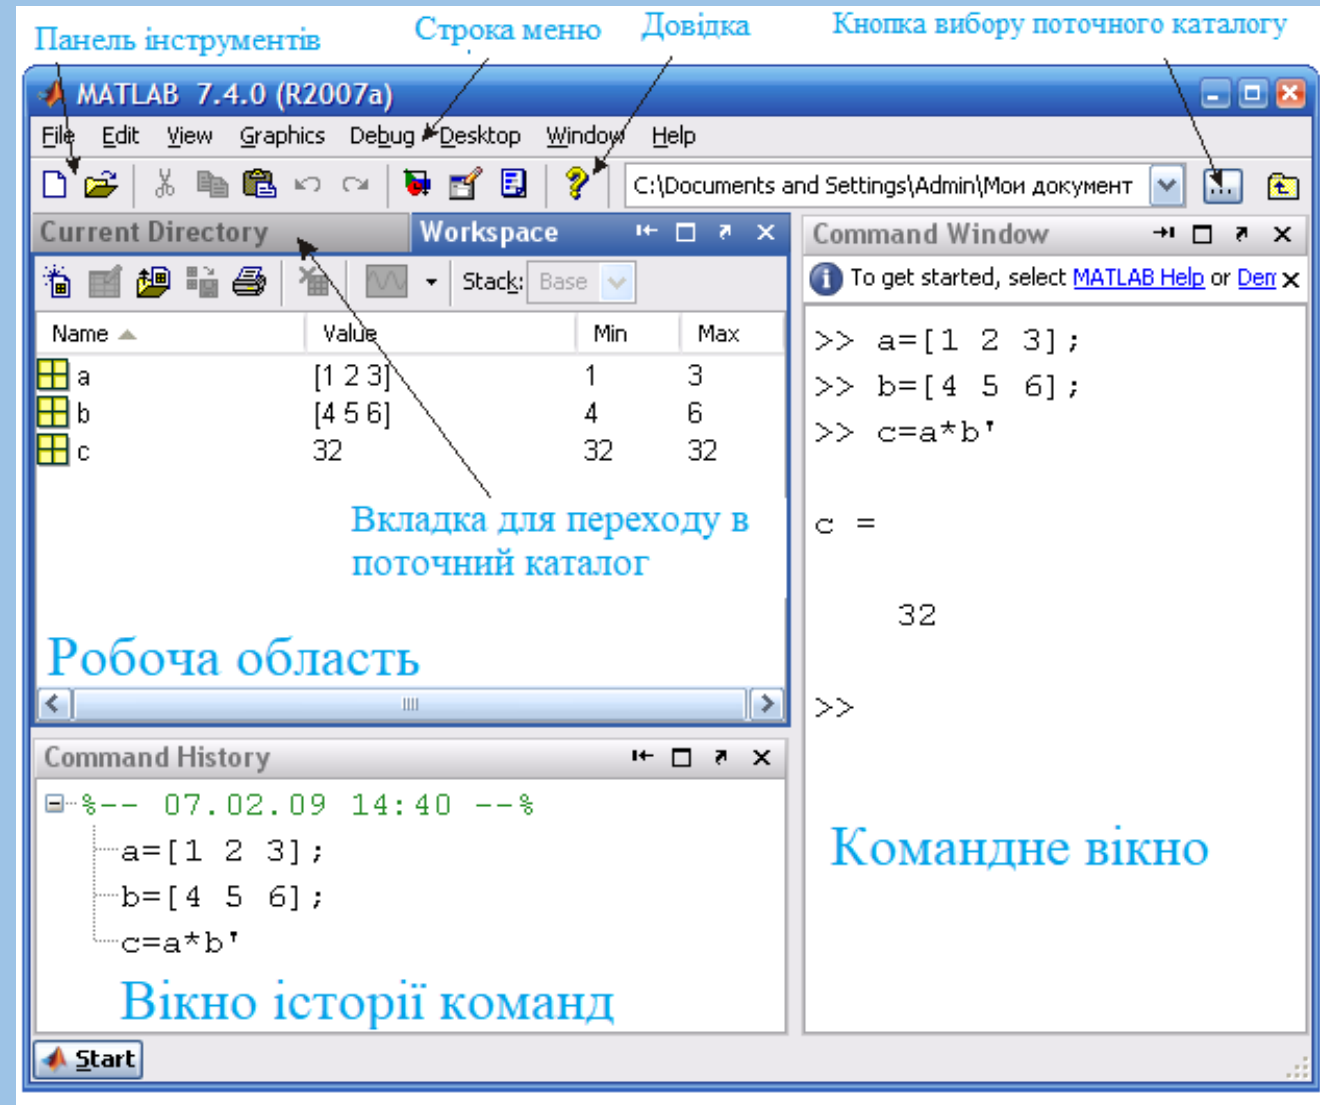 Панель інструментів
Строка меню
Довідка
Кнопка вибору поточного каталогу
MATLAB 7.4.0 (R2007a)
File Edit View Graphics Debug Desktop Window Help
C:\Documents and Settings\Admin\Мои документ
Current Directory
Workspace
Stack: Base
Name Value Min Max
a [1 2 3] 1 3
b [4 5 6] 4 6
c 32 32 32
Вкладка для переходу в
поточний каталог
Робоча область
Command History
%-- 07.02.09 14:40 --%
a=[1 2 3];
b=[4 5 6];
c=a*b'
Вікно історії команд
Command Window
To get started, select MATLAB Help or Dem
>> a=[1 2 3];
>> b=[4 5 6];
>> c=a*b'
c =
32
>>
Командне вікно
Start